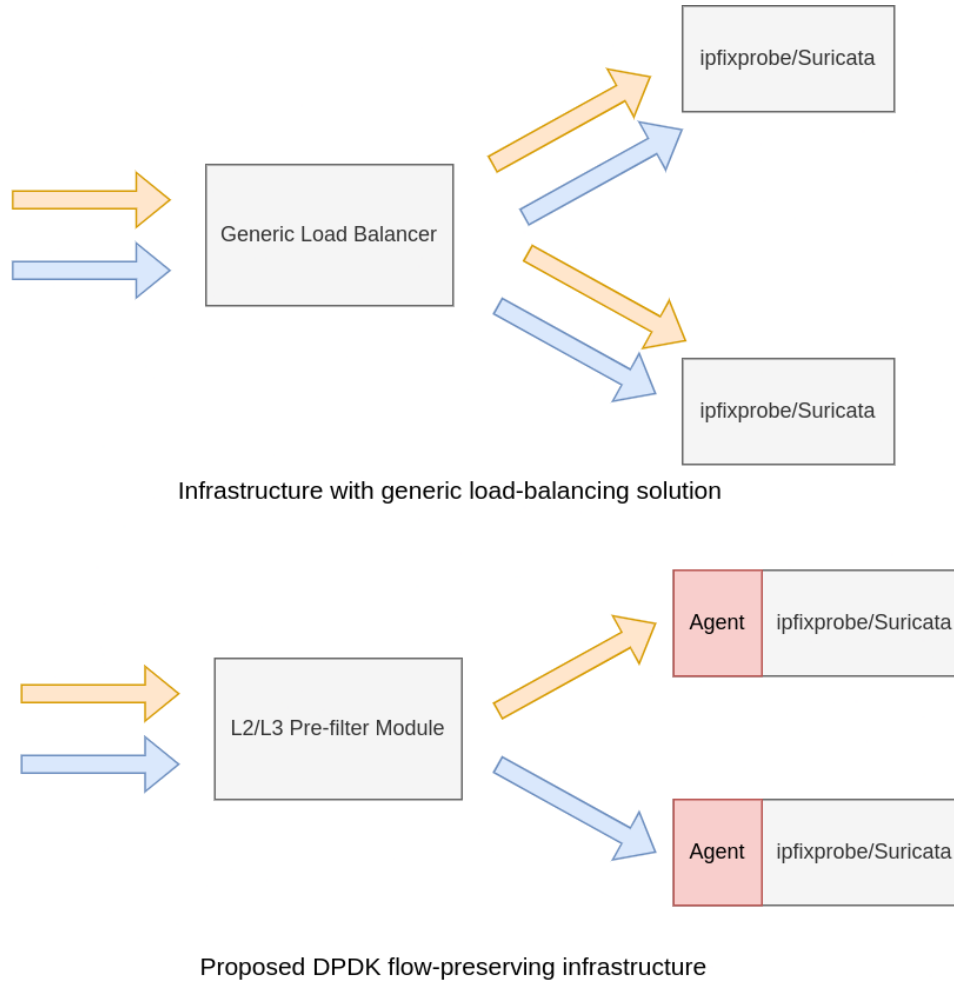 ipfixprobe/Suricata
Generic Load Balancer
ipfixprobe/Suricata
Infrastructure with generic load-balancing solution
Agent
ipfixprobe/Suricata
L2/L3 Pre-filter Module
Agent
ipfixprobe/Suricata
Proposed DPDK flow-preserving infrastructure